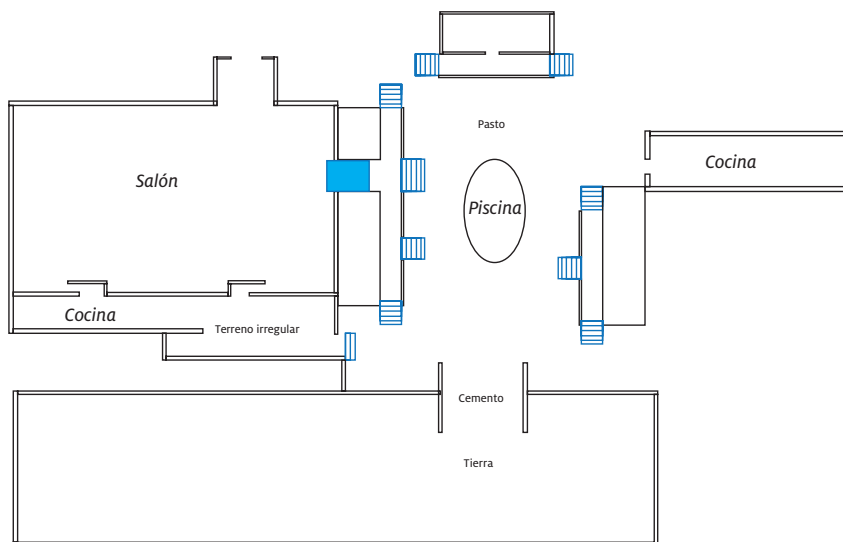 Pasto
Cocina
Salón
Piscina
Cocina
Terreno irregular
Cemento
Tierra